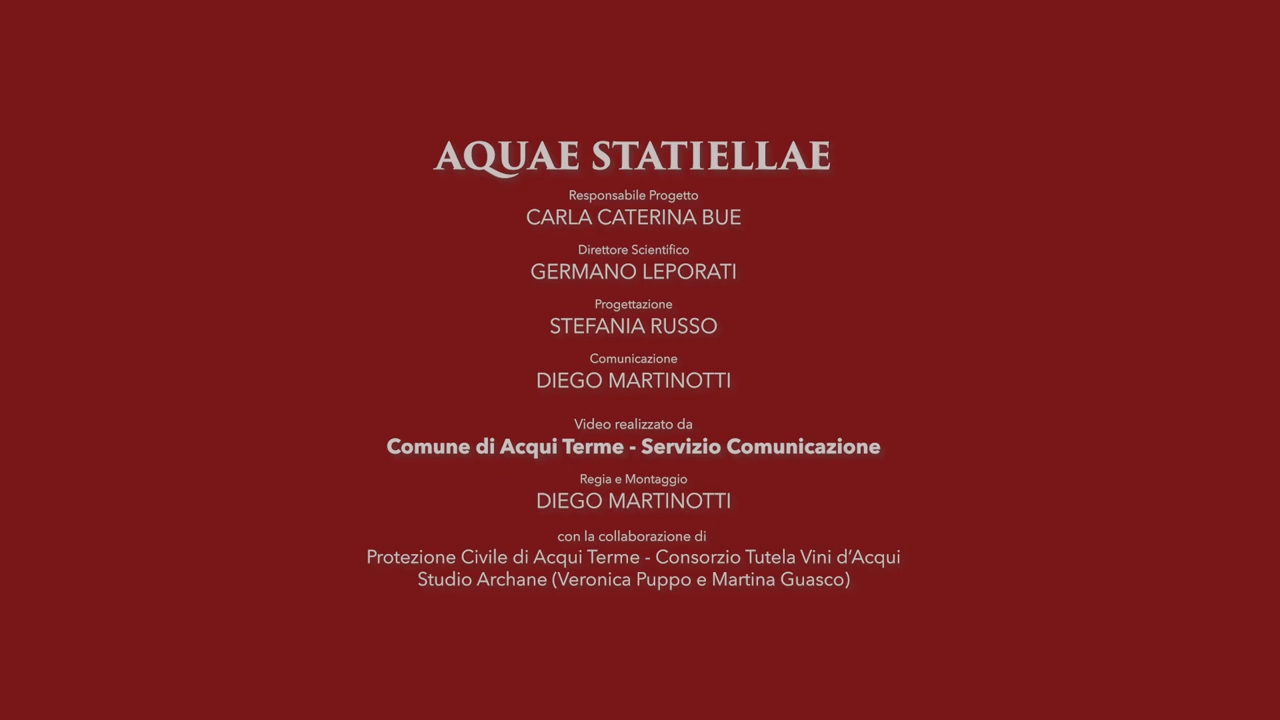 AQUAE STATIELLAE
Responsabile Progetto
CARLA CATERINA BUE
Direttore Scientifico
GERMANO LEPORATI
Progettazione
STEFANIA RUSSO
Comunicazione
DIEGO MARTINOTTI
Video realizzato da
Comune di Acqui Terme - Servizio Comunicazione
Regia e Montaggio
DIEGO MARTINOTTI
con la collaborazione di
Protezione Civile di Acqui Terme - Consorzio Tutela Vini d’Acqui
Studio Archane (Veronica Puppo e Martina Guasco)